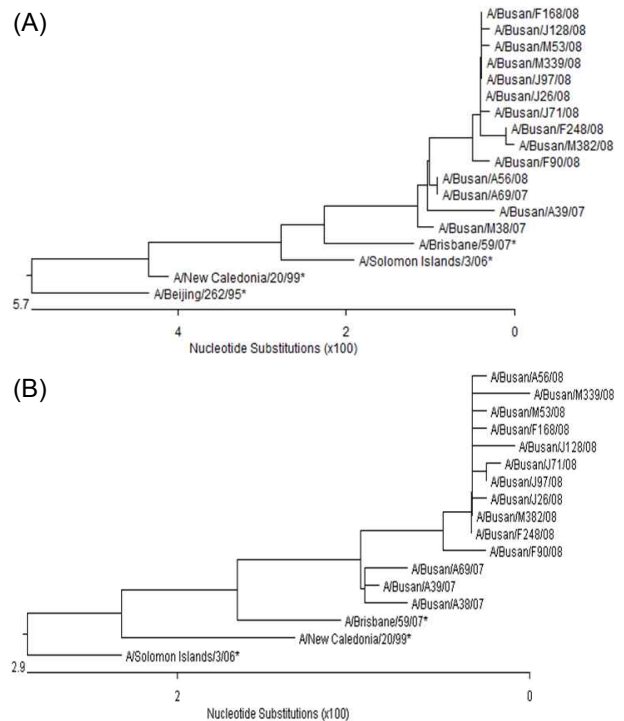 (A)
A/Busan/F168/08
A/Busan/J128/08
A/Busan/M53/08
A/Busan/M339/08
A/Busan/J97/08
A/Busan/J26/08
A/Busan/J71/08
A/Busan/F248/08
A/Busan/M382/08
A/Busan/F90/08
A/Busan/A56/08
A/Busan/A69/07
A/Busan/A39/07
A/Busan/M38/07
A/Brisbane/59/07*
A/Solomon Islands/3/06*
A/New Caledonia/20/99*
A/Beijing/262/95*
5.7
4 2 0
Nucleotide Substitutions (x100)
(B)
A/Busan/A56/08
A/Busan/M339/08
A/Busan/M53/08
A/Busan/F168/08
A/Busan/J128/08
A/Busan/J71/08
A/Busan/J97/08
A/Busan/J26/08
A/Busan/M382/08
A/Busan/F248/08
A/Busan/F90/08
A/Busan/A69/07
A/Busan/A39/07
A/Busan/A38/07
A/Brisbane/59/07*
A/New Caledonia/20/99*
A/Solomon Islands/3/06*
2.9
2 0
Nucleotide Substitutions (x100)